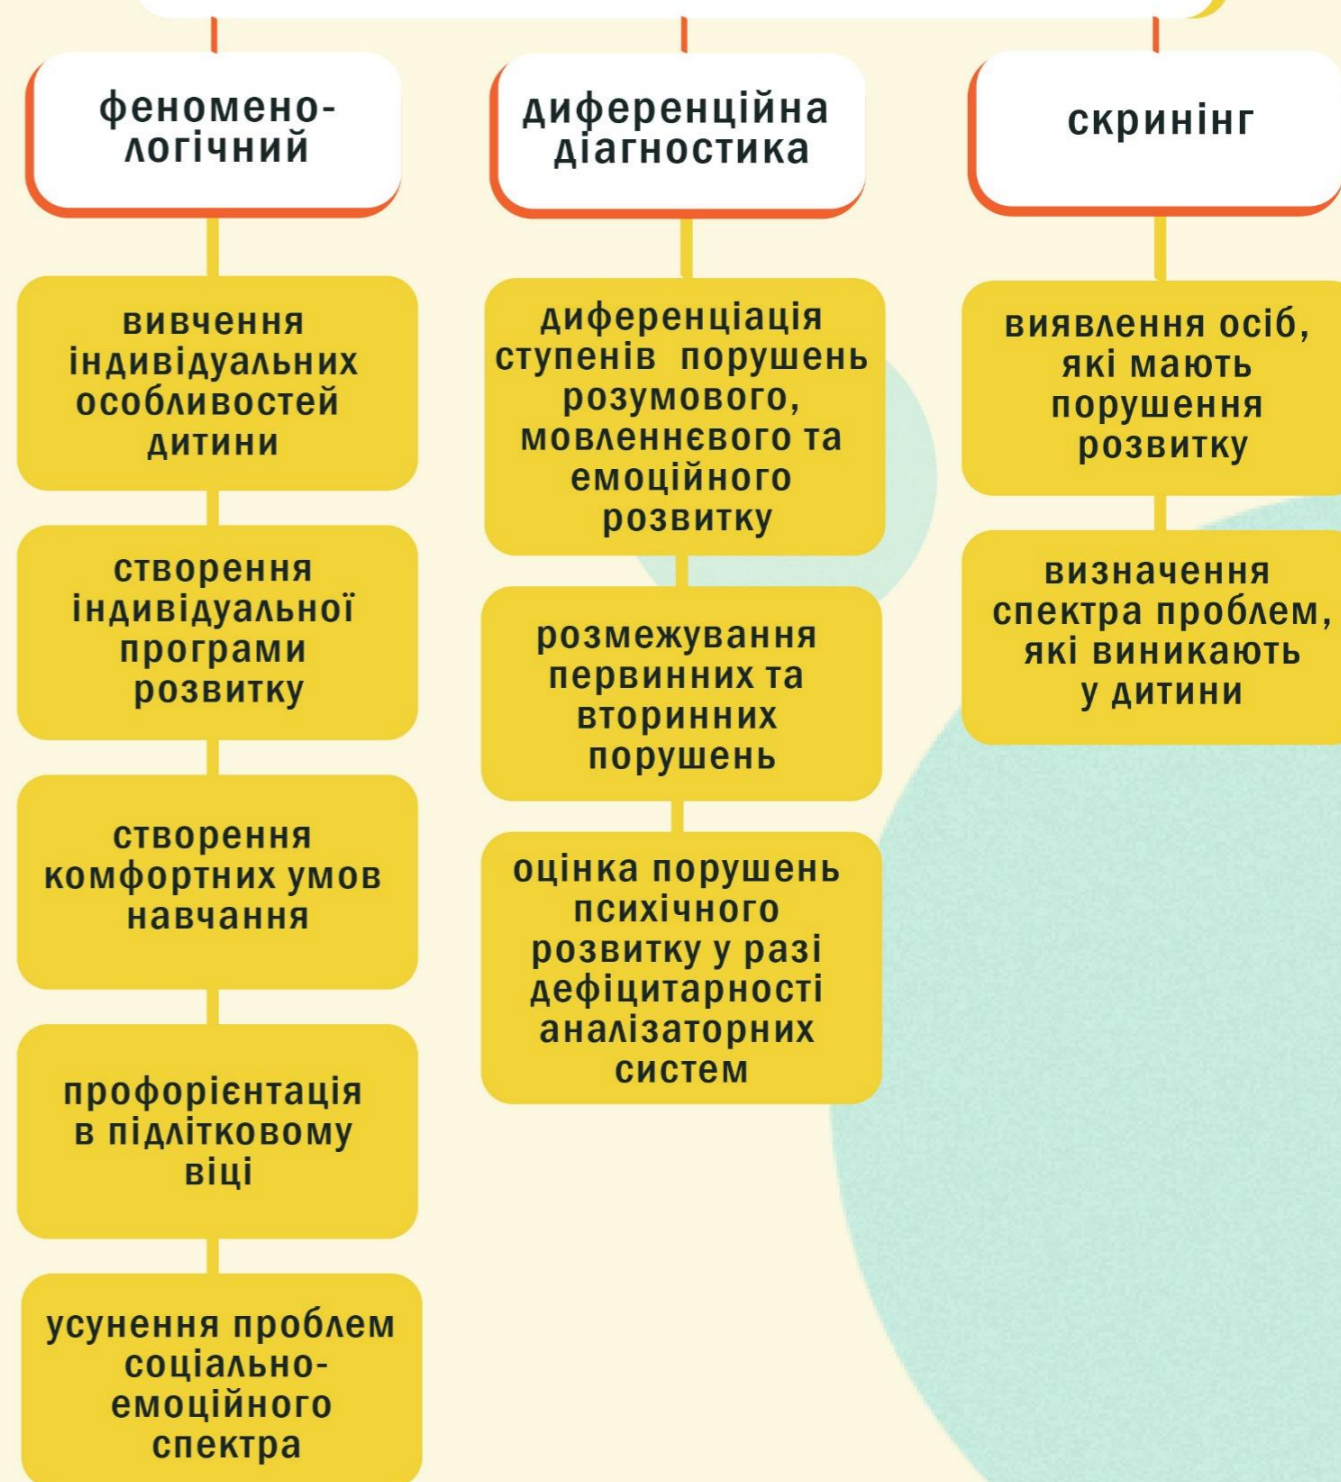 феномено-
логічний
вивчення
індивідуальних
особливостей
дитини
створення
індивідуальної
програми
розвитку
створення
комфортних умов
навчання
профорієнтація
в підлітковому
віці
усунення проблем
соціально-
емоційного
спектра
диференційна
діагностика
диференціація
ступенів порушень
розумового,
мовленнєвого та
емоційного
розвитку
розмежування
первинних та
вторинних
порушень
оцінка порушень
психічного
розвитку у разі
дефіцитарності
аналізаторних
систем
скринінг
виявлення осіб,
які мають
порушення
розвитку
визначення
спектра проблем,
які виникають
у дитини